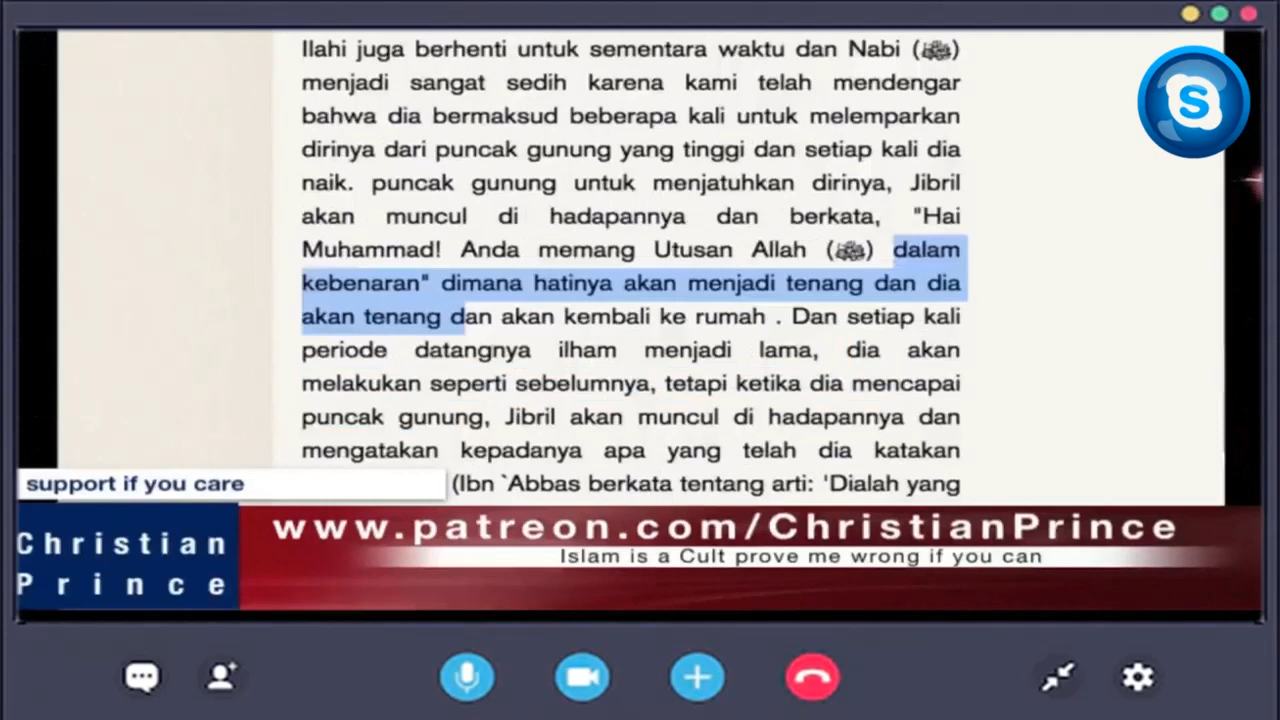 Ilahi juga berhenti untuk sementara waktu dan Nabi (ﷺ)
menjadi sangat sedih karena kami telah mendengar
bahwa dia bermaksud beberapa kali untuk melemparkan
dirinya dari puncak gunung yang tinggi dan setiap kali dia
naik. puncak gunung untuk menjatuhkan dirinya, Jibril
akan muncul di hadapannya dan berkata, "Hai
Muhammad! Anda memang Utusan Allah (ﷺ) dalam
kebenaran" dimana hatinya akan menjadi tenang dan dia
akan tenang dan akan kembali ke rumah . Dan setiap kali
periode datangnya ilham menjadi lama, dia akan
melakukan seperti sebelumnya, tetapi ketika dia mencapai
puncak gunung, Jibril akan muncul di hadapannya dan
mengatakan kepadanya apa yang telah dia katakan
(Ibn `Abbas berkata tentang arti: 'Dialah yang
support if you care
Christian
Prince
www.patreon.com/ChristianPrince
Islam is a Cult prove me wrong if you can
S